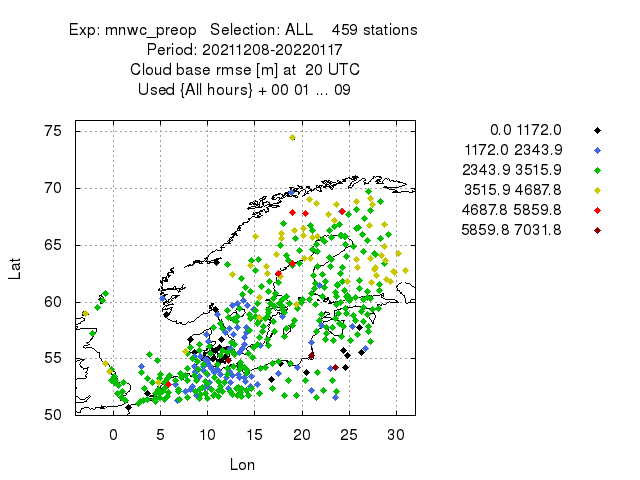 Exp: mnwc_preop Selection: ALL 459 stations
Period: 20211208-20220117
Cloud base rmse [m] at 20 UTC
Used {All hours} + 00 01 ... 09
0.0 1172.0
1172.0 2343.9
2343.9 3515.9
3515.9 4687.8
4687.8 5859.8
5859.8 7031.8
75
70
65
60
55
50
Lat
0 5 10 15 20 25 30
Lon